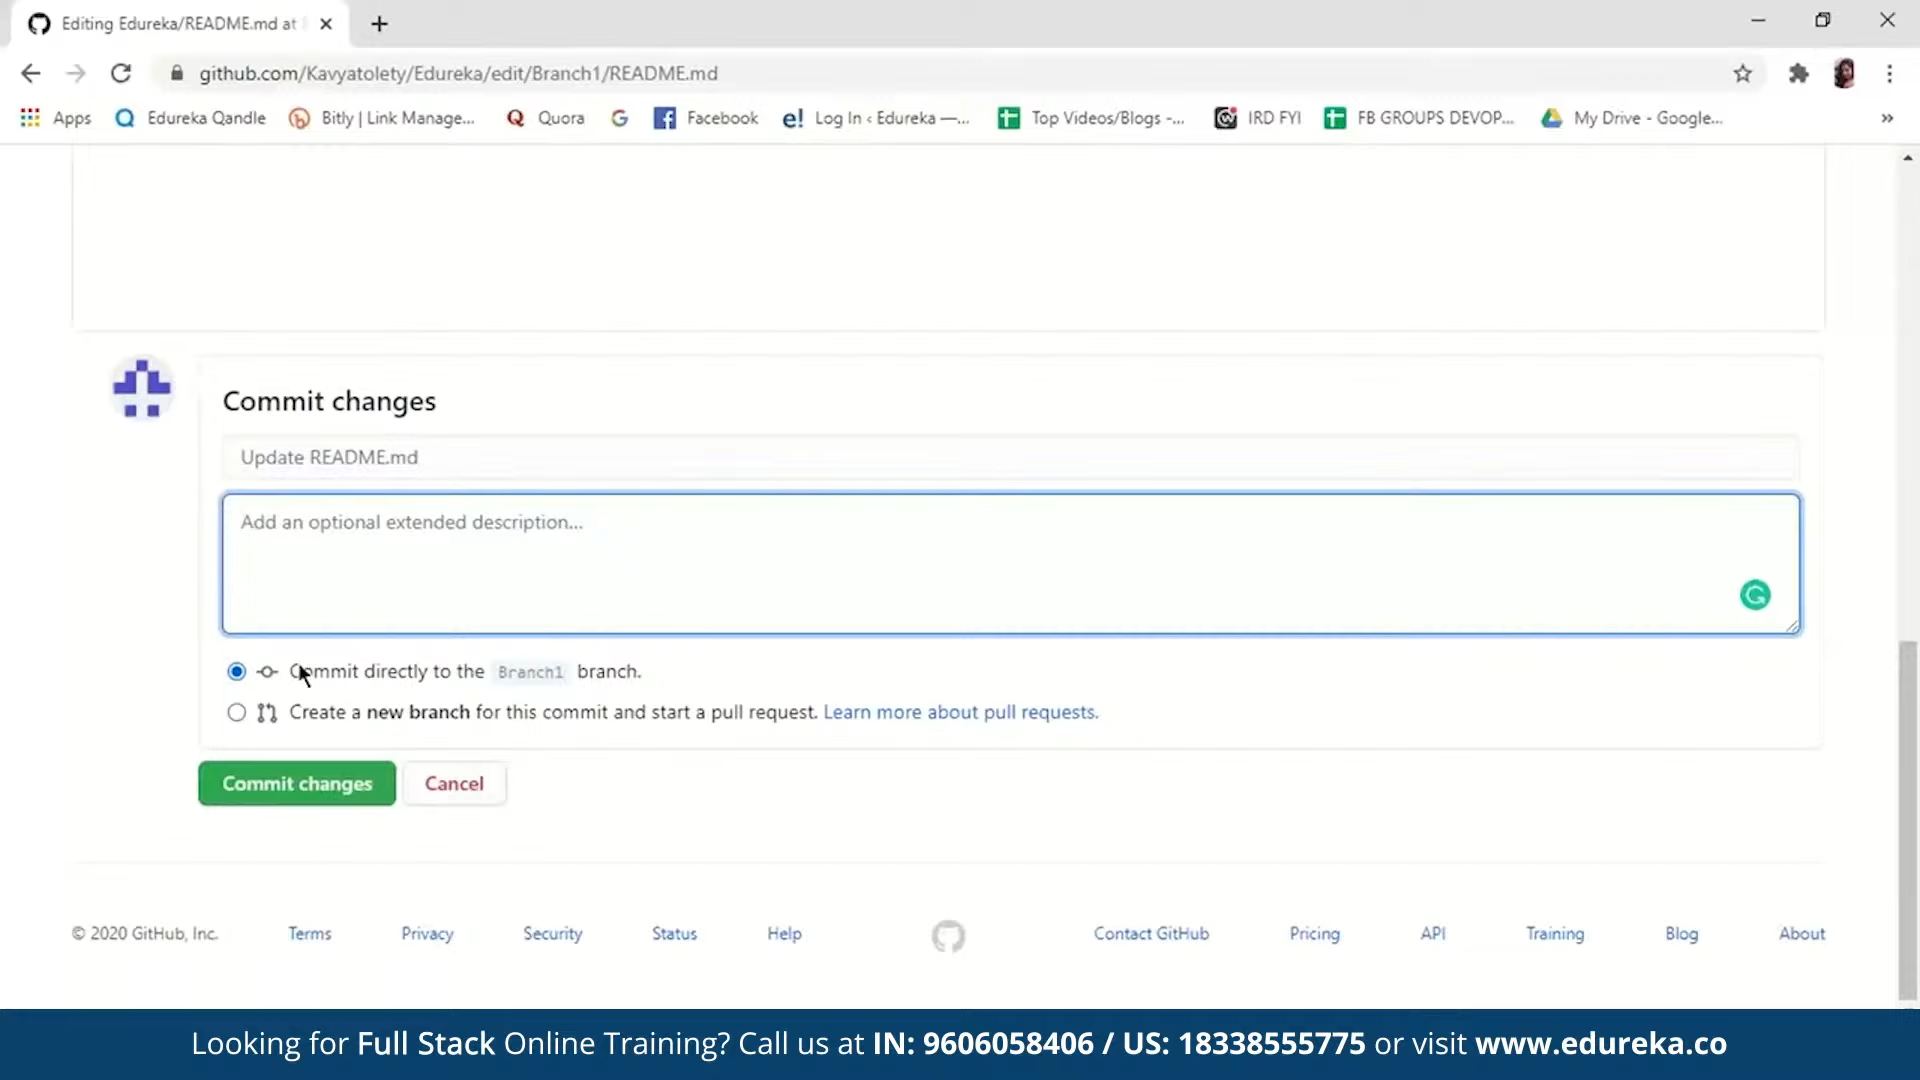 Editing Edureka/README.md at
github.com/Kavyatolety/Edureka/edit/Branch1/README.md
Apps Edureka Qandle Bitly | Link Manage... Quora Facebook Log In ‹ Edureka —... Top Videos/Blogs -... IRD FYI FB GROUPS DEVOP... My Drive - Google... »
Commit changes
Update README.md
Add an optional extended description...
Commit directly to the Branch1 branch.
Create a new branch for this commit and start a pull request. Learn more about pull requests.
Commit changes Cancel
© 2020 GitHub, Inc. Terms Privacy Security Status Help Contact GitHub Pricing API Training Blog About
Looking for Full Stack Online Training? Call us at IN: 9606058406 / US: 18338555775 or visit www.edureka.co